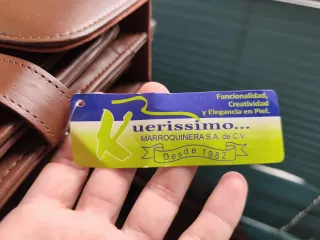 Funcionalidad,
Creatividad
y Elegancia en Piel.
Kuerissimo...
MARROQUINERA S.A. de C.V.
Desde 1982